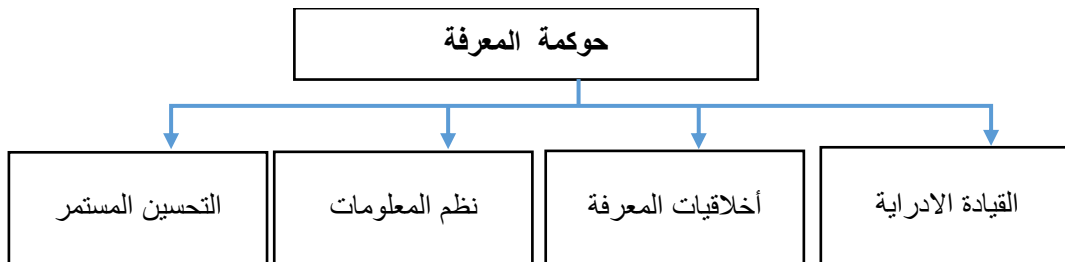 حوكمة المعرفة
القيادة الادراية
أخلاقيات المعرفة
نظم المعلومات
التحسين المستمر